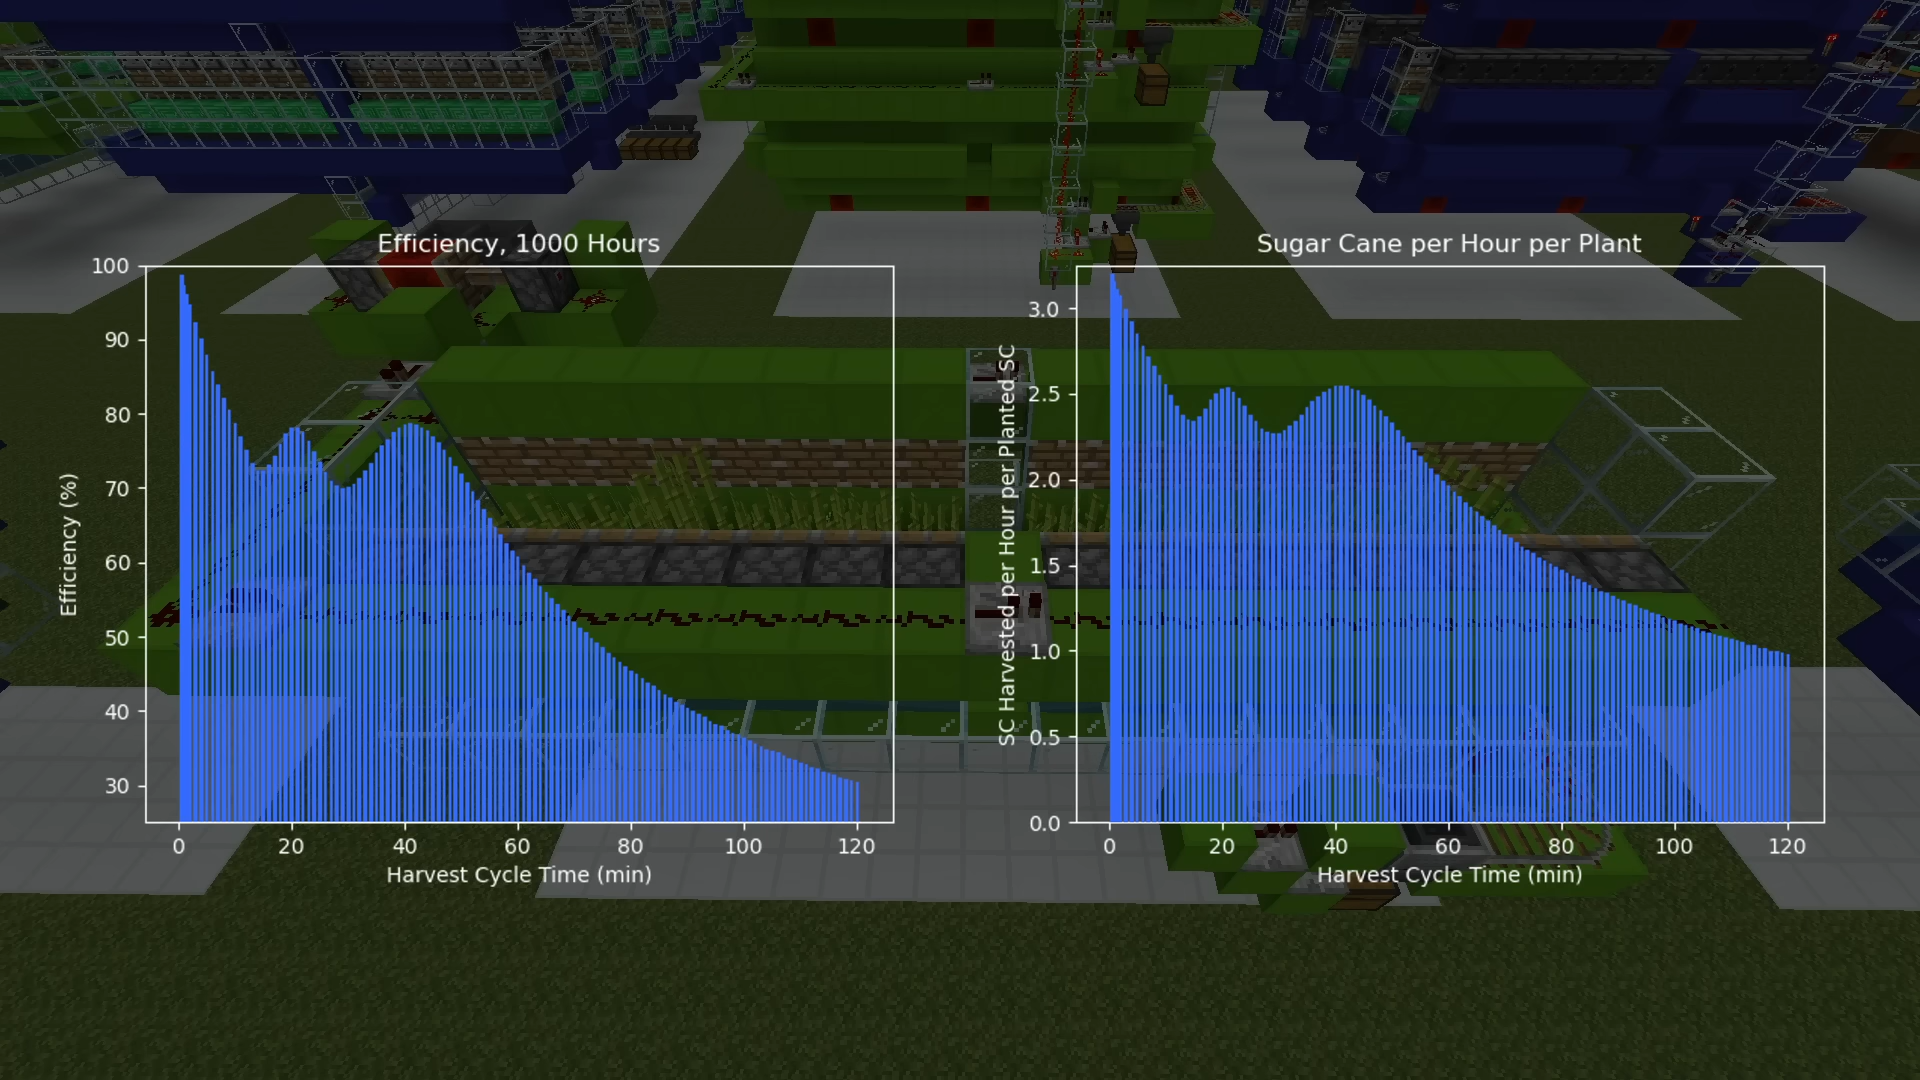 Efficiency, 1000 Hours
Efficiency (%)
100
90
80
70
60
50
40
30
0 20 40 60 80 100 120
Harvest Cycle Time (min)
Sugar Cane per Hour per Plant
SC Harvested per Hour per Planted SC
3.0
2.5
2.0
1.5
1.0
0.5
0.0
0 20 40 60 80 100 120
Harvest Cycle Time (min)